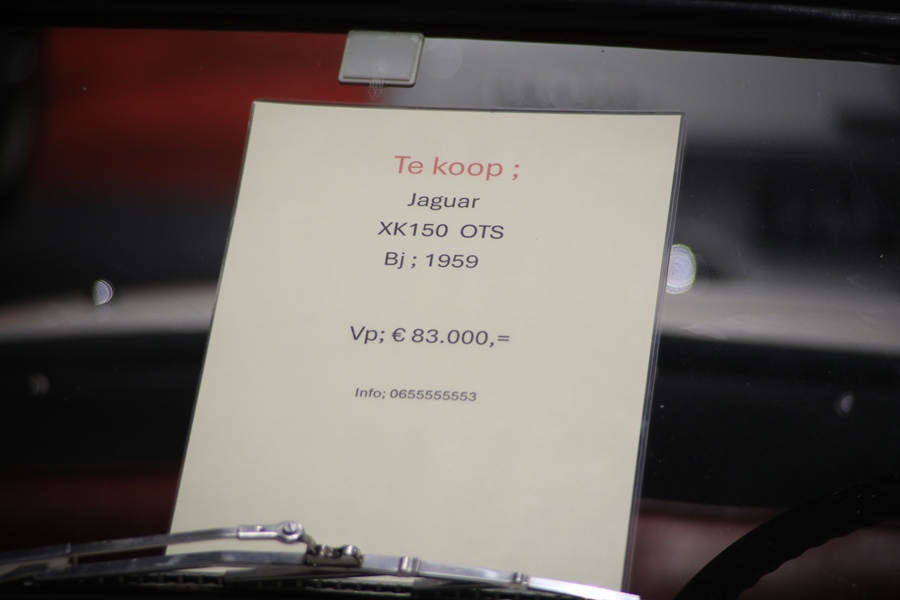 Te koop ;
Jaguar
XK150 OTS
Bj ; 1959
Vp; € 83.000,=
Info; 0655555553